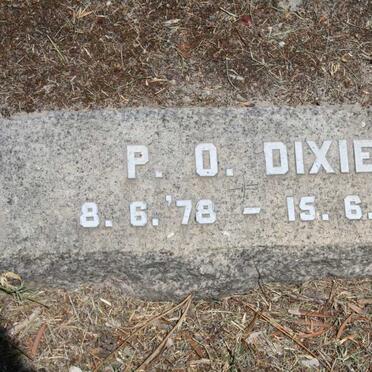 P. O. DIXIE
8. 6. '78 - 15. 6.